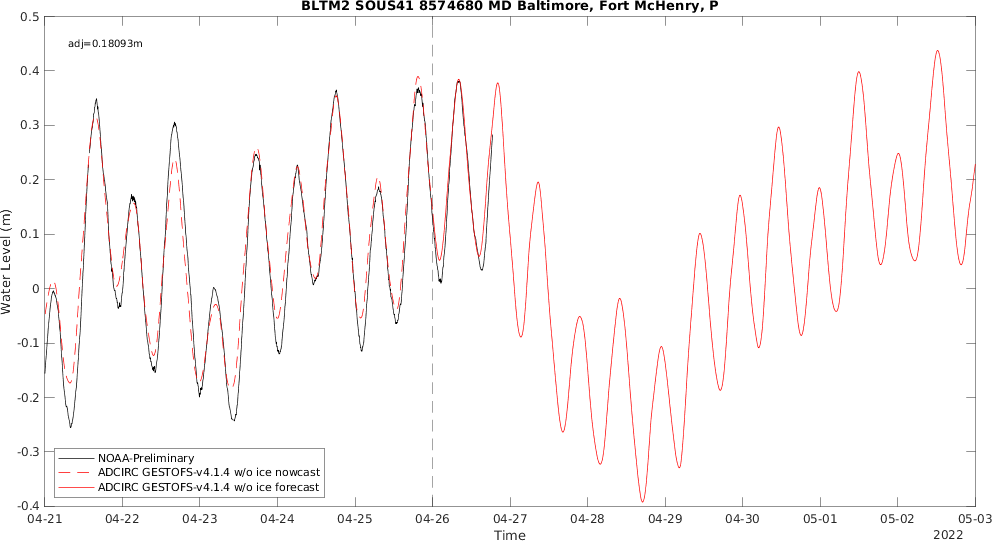 BLTM2 SOUS41 8574680 MD Baltimore, Fort McHenry, P
adj=0.18093m
0.5
0.4
0.3
0.2
0.1
0
-0.1
-0.2
-0.3
-0.4
Water Level (m)
NOAA-Preliminary
ADCIRC GESTOFS-v4.1.4 w/o ice nowcast
ADCIRC GESTOFS-v4.1.4 w/o ice forecast
04-21 04-22 04-23 04-24 04-25 04-26 04-27 04-28 04-29 04-30 05-01 05-02 05-03
Time
2022